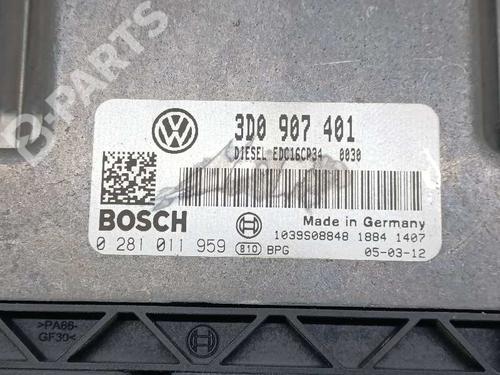 B-PARTS
3D0 907 401
DIESEL EDC16CP34 0030
BOSCH
Made in Germany
1039S08848 1884 1407
0 281 011 959 810 BPG
05-03-12
>PA66-
GF30<